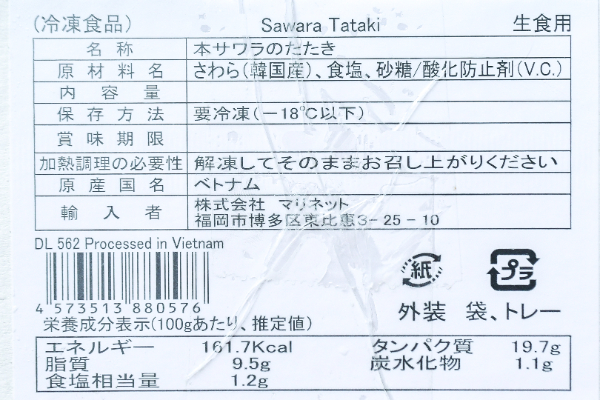 (冷凍食品) Sawara Tataki 生食用
名称 本サワラのたたき
原材料名 さわら(韓国産)、食塩、砂糖/酸化防止剤(V.C.)
内容量
保存方法 要冷凍(－18℃以下)
賞味期限
加熱調理の必要性 解凍してそのままお召し上がりください
原産国名 ベトナム
輸入者 株式会社 マリネット
福岡市博多区東比恵3-25-10
DL 562 Processed in Vietnam
4 573513 880576
紙 プラ
外装 袋、トレー
栄養成分表示(100gあたり、推定値)
エネルギー 161.7Kcal タンパク質 19.7g
脂質 9.5g 炭水化物 1.1g
食塩相当量 1.2g